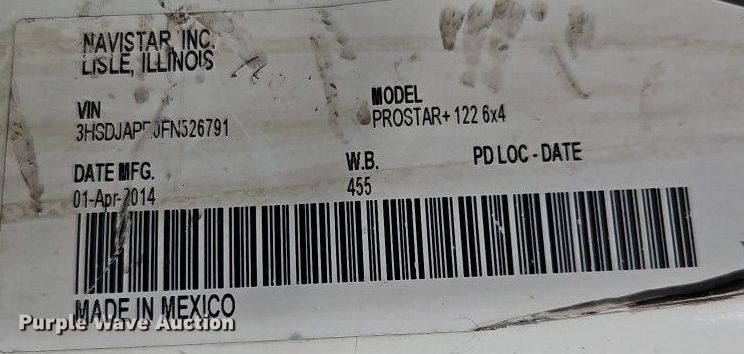 NAVISTAR, INC.
LISLE, ILLINOIS
VIN
MODEL
PROSTAR+ 122 6x4
DATE MFG.
W.B.
PD LOC - DATE
01-Apr-2014
455
MADE IN MEXICO
Purple Wave Auction